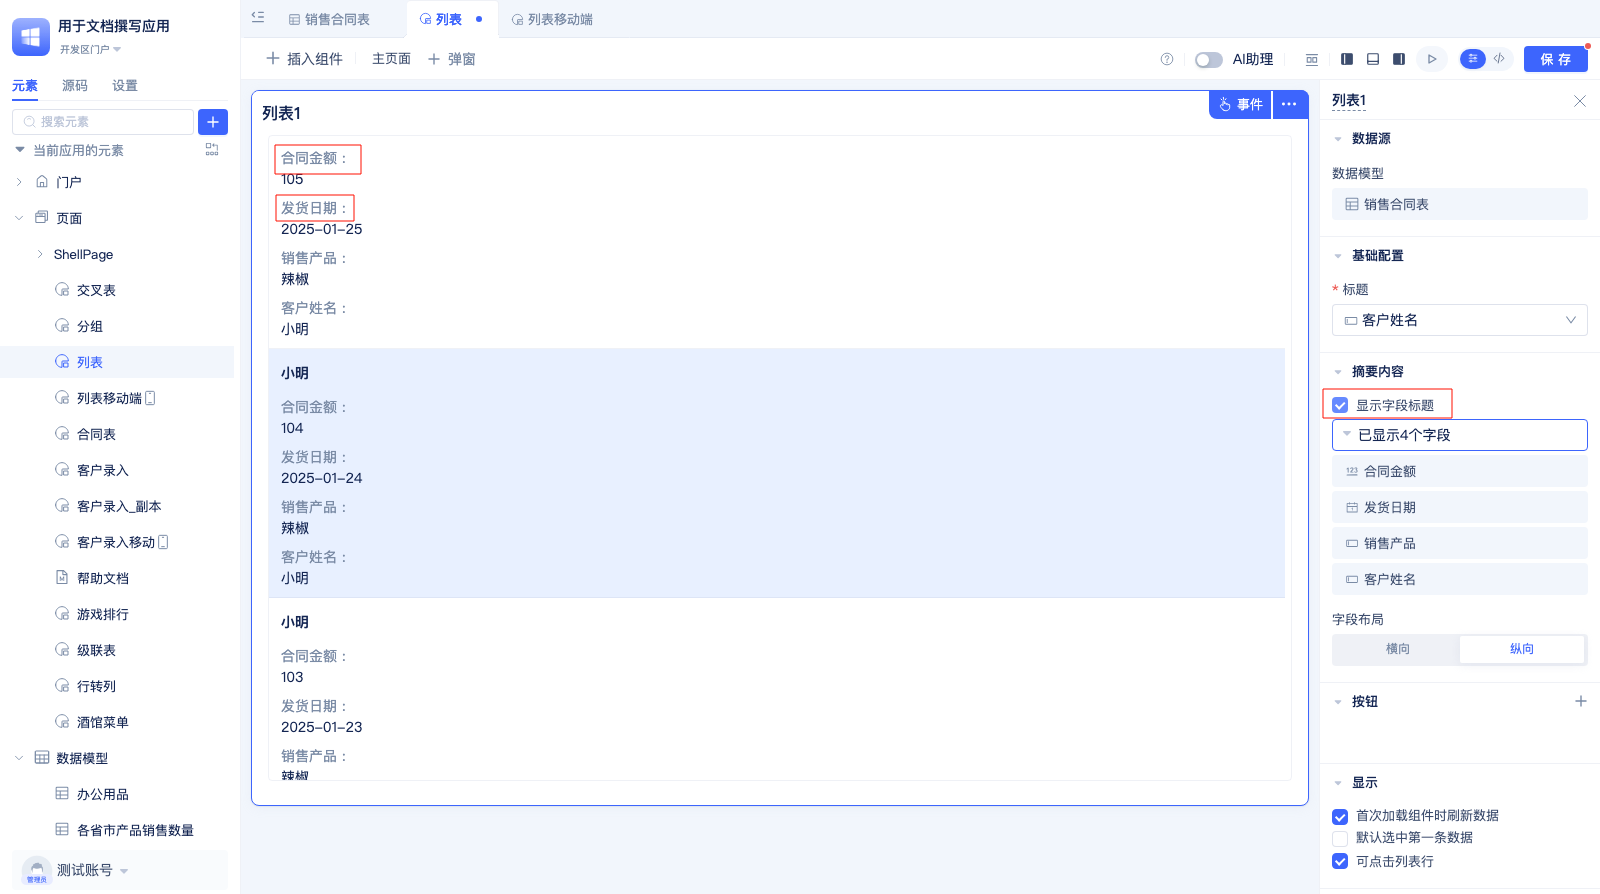 用于文档撰写应用
开发区门户
元素 源码 设置
搜索元素
当前应用的元素
门户
页面
ShellPage
交叉表
分组
列表
列表移动端
合同表
客户录入
客户录入_副本
客户录入移动
帮助文档
游戏排行
级联表
行转列
酒馆菜单
数据模型
办公用品
各省市产品销售数量
测试账号
管理员
销售合同表 列表 列表移动端
插入组件 主页面 弹窗
AI助理
保存
列表1
事件
合同金额：
105
发货日期：
2025-01-25
销售产品：
辣椒
客户姓名：
小明
小明
合同金额：
104
发货日期：
2025-01-24
销售产品：
辣椒
客户姓名：
小明
小明
合同金额：
103
发货日期：
2025-01-23
销售产品：
辣椒
列表1
数据源
数据模型
销售合同表
基础配置
* 标题
客户姓名
摘要内容
显示字段标题
已显示4个字段
123 合同金额
发货日期
销售产品
客户姓名
字段布局
横向 纵向
按钮
显示
首次加载组件时刷新数据
默认选中第一条数据
可点击列表行